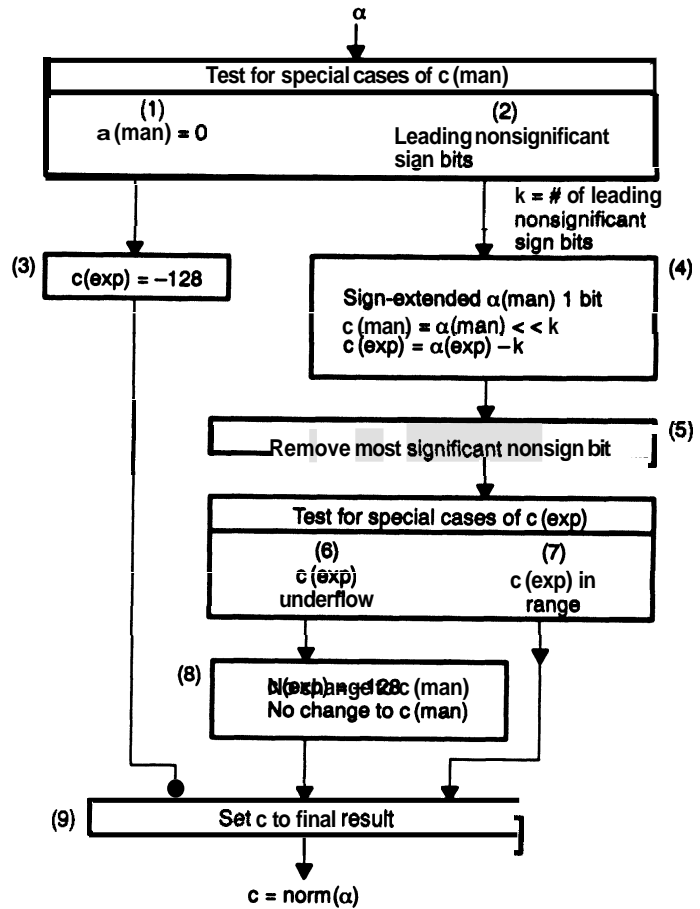 α
Test for special cases of c (man)
(1)
a (man) = 0
(2)
Leading nonsignificant
sign bits
k = # of leading
nonsignificant
sign bits
(3)
c(exp) = –128
(4)
Sign-extended α(man) 1 bit
c (man) = α(man) < < k
c (exp) = α(exp) – k
(5)
Remove most significant nonsign bit
Test for special cases of c (exp)
(6)
c (exp)
underflow
(7)
c (exp) in
range
(8)
c (man)
No change to c (man)
(9)
Set c to final result
c = norm(α)